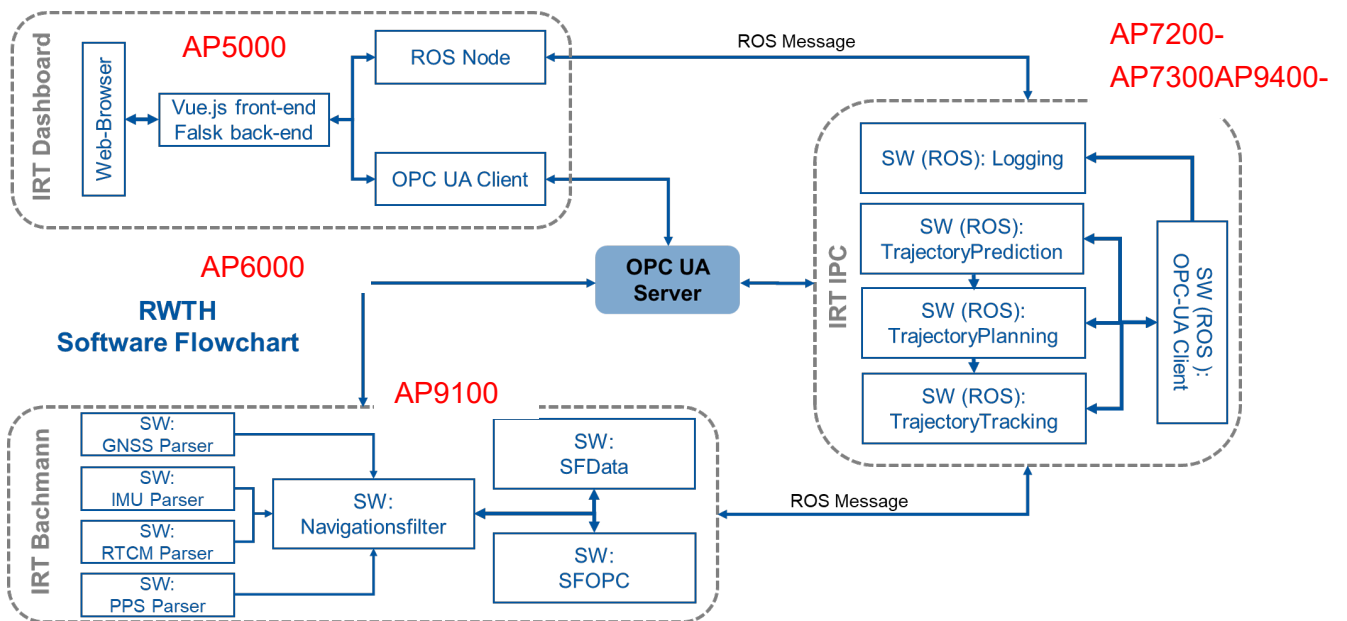 IRT Dashboard
AP5000
Web-Browser
Vue.js front-end
Falsk back-end
ROS Node
OPC UA Client
ROS Message
AP7200-
AP7300AP9400-
IRT IPC
SW (ROS): Logging
SW (ROS):
TrajectoryPrediction
SW (ROS):
TrajectoryPlanning
SW (ROS):
TrajectoryTracking
SW (ROS ):
OPC-UA Client
OPC UA
Server
AP6000
RWTH
Software Flowchart
AP9100
IRT Bachmann
SW:
GNSS Parser
SW:
IMU Parser
SW:
RTCM Parser
SW:
PPS Parser
SW:
Navigationsfilter
SW:
SFData
SW:
SFOPC
ROS Message